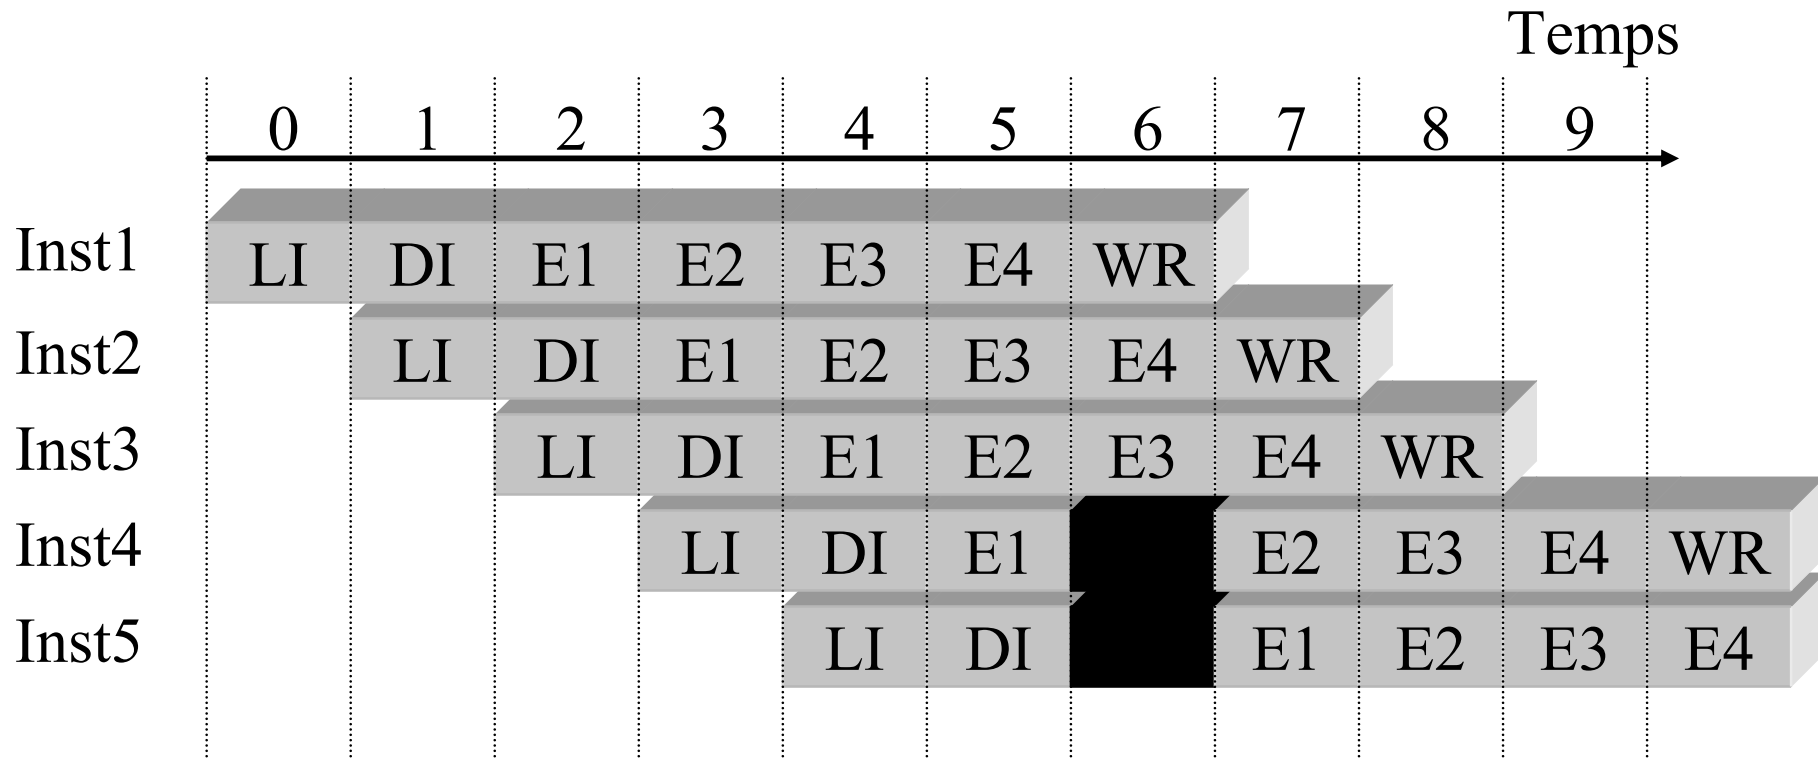 Temps
0 1 2 3 4 5 6 7 8 9
Inst1 LI DI E1 E2 E3 E4 WR
Inst2 LI DI E1 E2 E3 E4 WR
Inst3 LI DI E1 E2 E3 E4 WR
Inst4 LI DI E1 E2 E3 E4 WR
Inst5 LI DI E1 E2 E3 E4